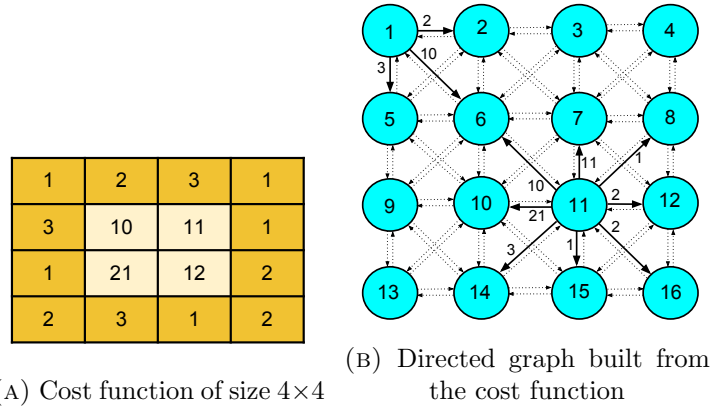 1 2 3 1
3 10 11 1
1 21 12 2
2 3 1 2
A) Cost function of size 4×4
1 2 2 3 4
3 10
5 6 7 8
11 1
10
9 10 21 11 2 12
3 1 2
13 14 15 16
(B) Directed graph built from
the cost function